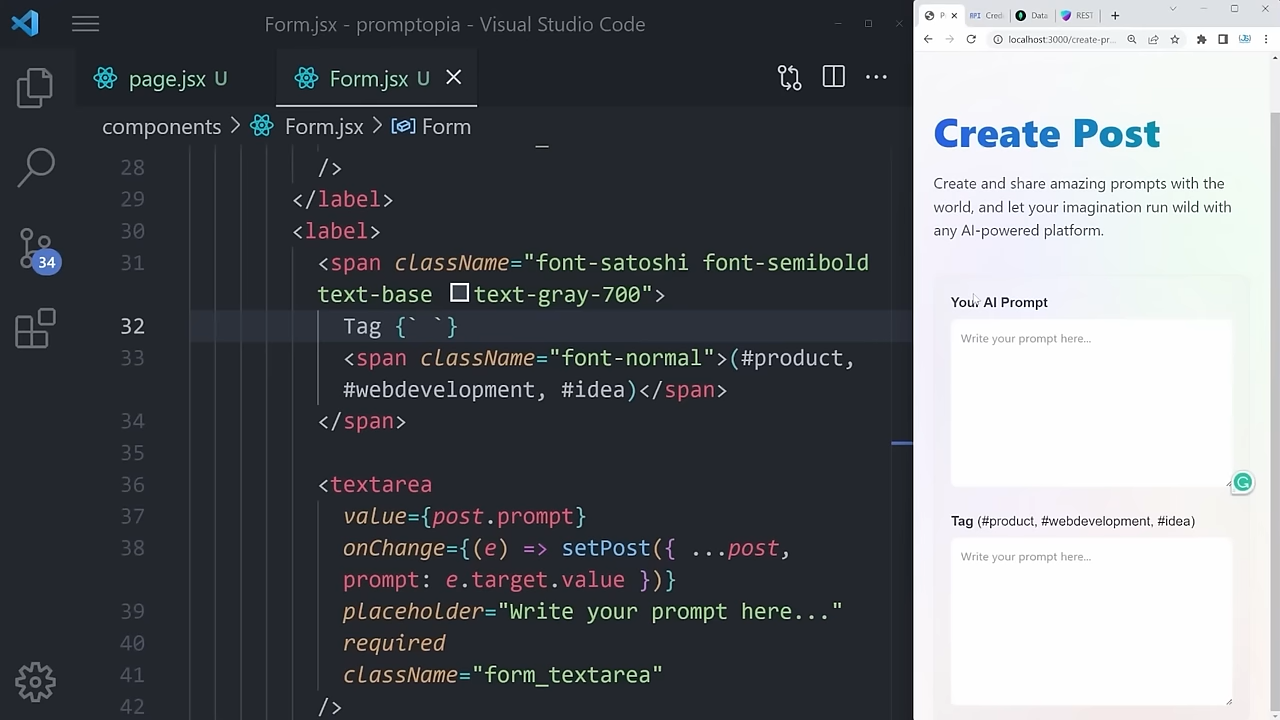 Form.jsx - promptopia - Visual Studio Code
page.jsx U
Form.jsx U
components > Form.jsx > Form
28 />
29 </label>
30 <label>
31 <span className="font-satoshi font-semibold
text-base text-gray-700">
32 Tag {` `}
33 <span className="font-normal">(#product,
#webdevelopment, #idea)</span>
34 </span>
35
36 <textarea
37 value={post.prompt}
38 onChange={(e) => setPost({ ...post,
prompt: e.target.value })}
39 placeholder="Write your prompt here..."
40 required
41 className="form_textarea"
42 />
34
P
API Cred
Data
REST
localhost:3000/create-pr...
Create Post
Create and share amazing prompts with the
world, and let your imagination run wild with
any AI-powered platform.
Your AI Prompt
Write your prompt here...
Tag (#product, #webdevelopment, #idea)
Write your prompt here...